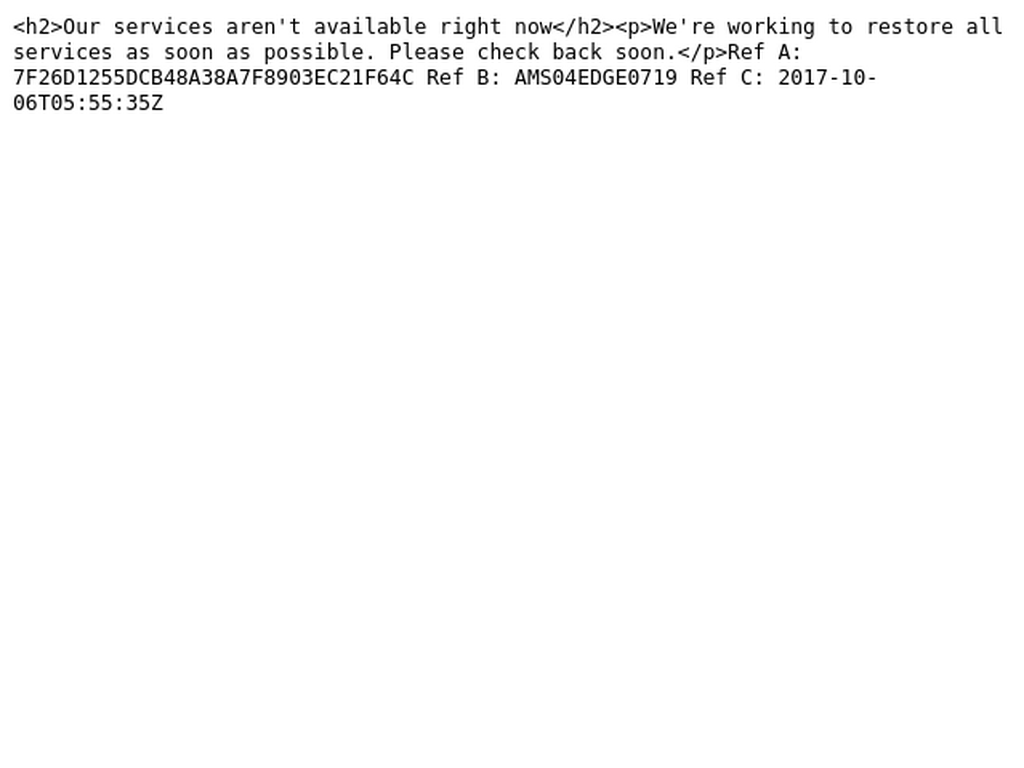 <h2>Our services aren't available right now</h2><p>We're working to restore all
services as soon as possible. Please check back soon.</p>Ref A:
7F26D1255DCB48A38A7F8903EC21F64C Ref B: AMS04EDGE0719 Ref C: 2017-10-
06T05:55:35Z